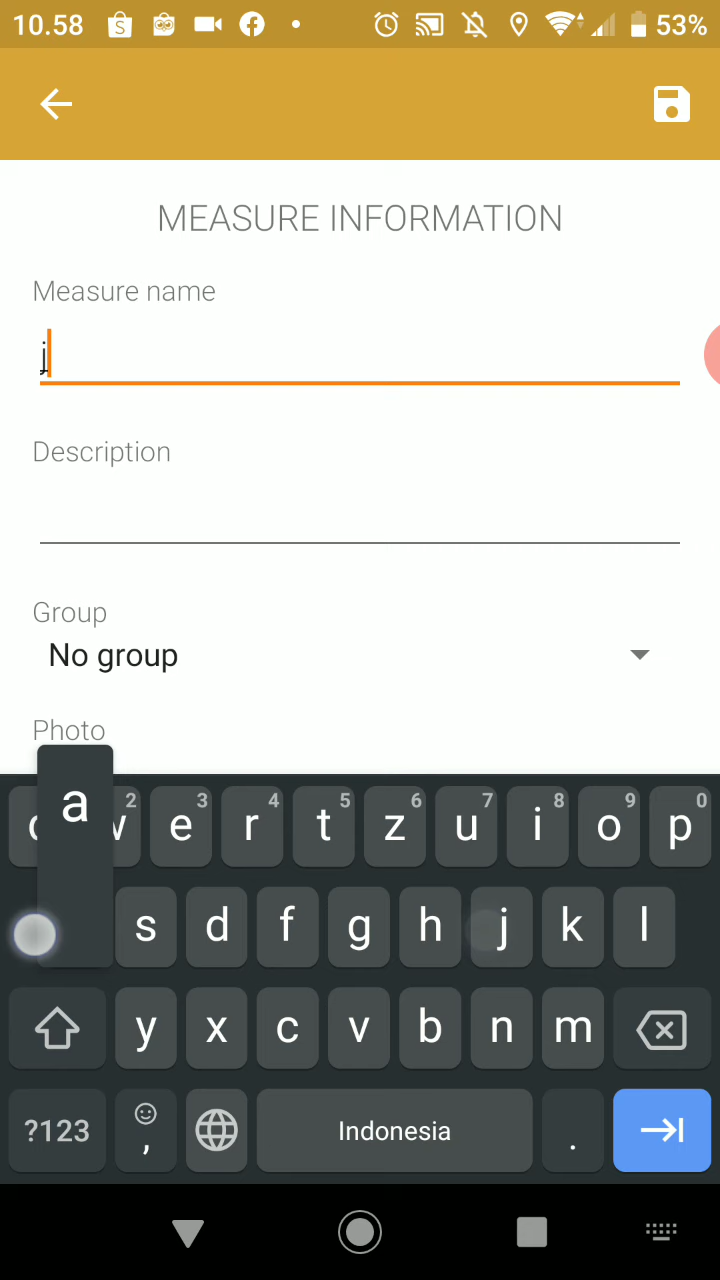 10.58 53%
MEASURE INFORMATION
Measure name
j
Description
Group
No group
Photo
a
2 3 4 5 6 7 8 9 0
w e r t z u i o p
s d f g h j k l
y x c v b n m
?123 , Indonesia .